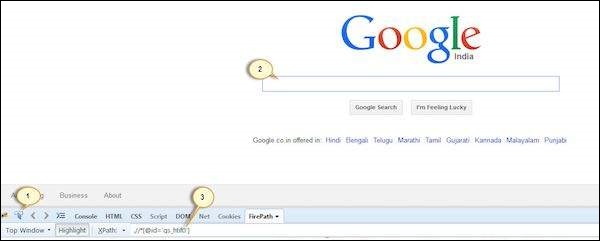 Google
India
2
Google Search I'm Feeling Lucky
Google.co.in offered in: Hindi Bengali Telugu Marathi Tamil Gujarati Kannada Malayalam Punjabi
Business About
1
3
Console HTML CSS Script DOM Net Cookies FirePath
Top Window Highlight XPath: .//*[@id='gs_htif0']